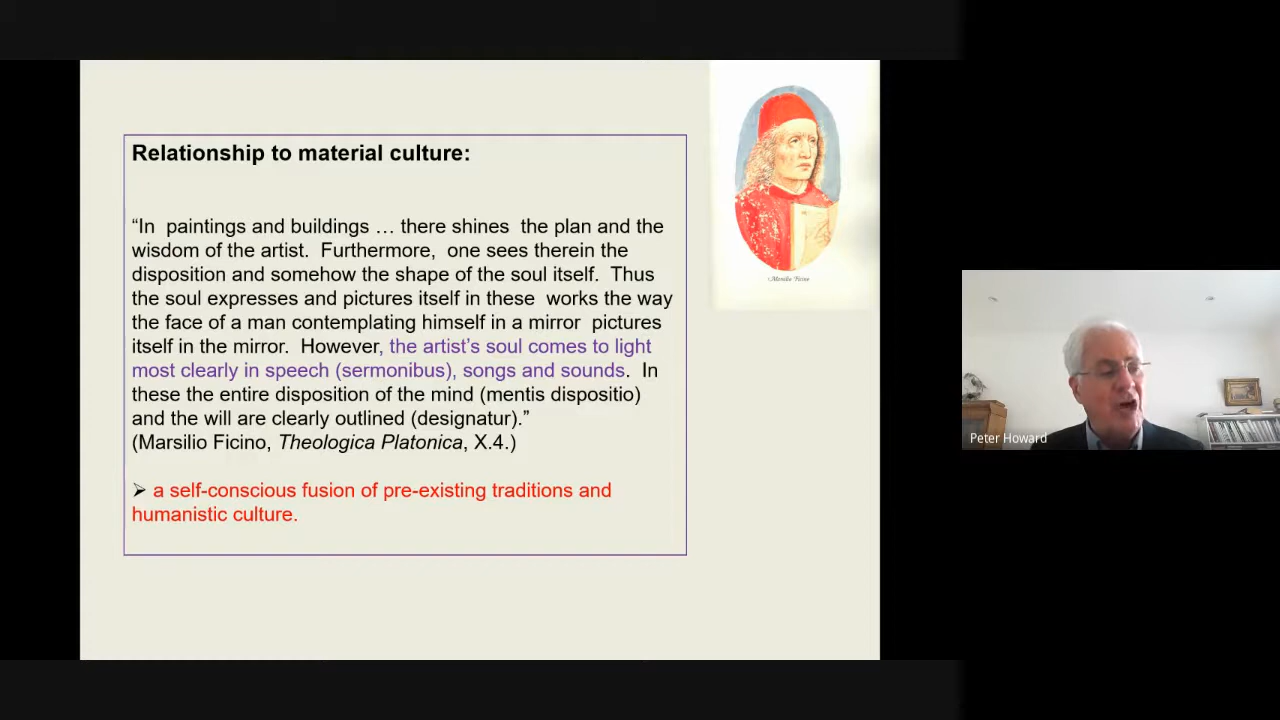 Relationship to material culture:
“In paintings and buildings … there shines the plan and the
wisdom of the artist. Furthermore, one sees therein the
disposition and somehow the shape of the soul itself. Thus
the soul expresses and pictures itself in these works the way
the face of a man contemplating himself in a mirror pictures
itself in the mirror. However, the artist’s soul comes to light
most clearly in speech (sermonibus), songs and sounds. In
these the entire disposition of the mind (mentis dispositio)
and the will are clearly outlined (designatur).”
(Marsilio Ficino, Theologica Platonica, X.4.)
➢ a self-conscious fusion of pre-existing traditions and
humanistic culture.
Marsilio Ficino
Peter Howard